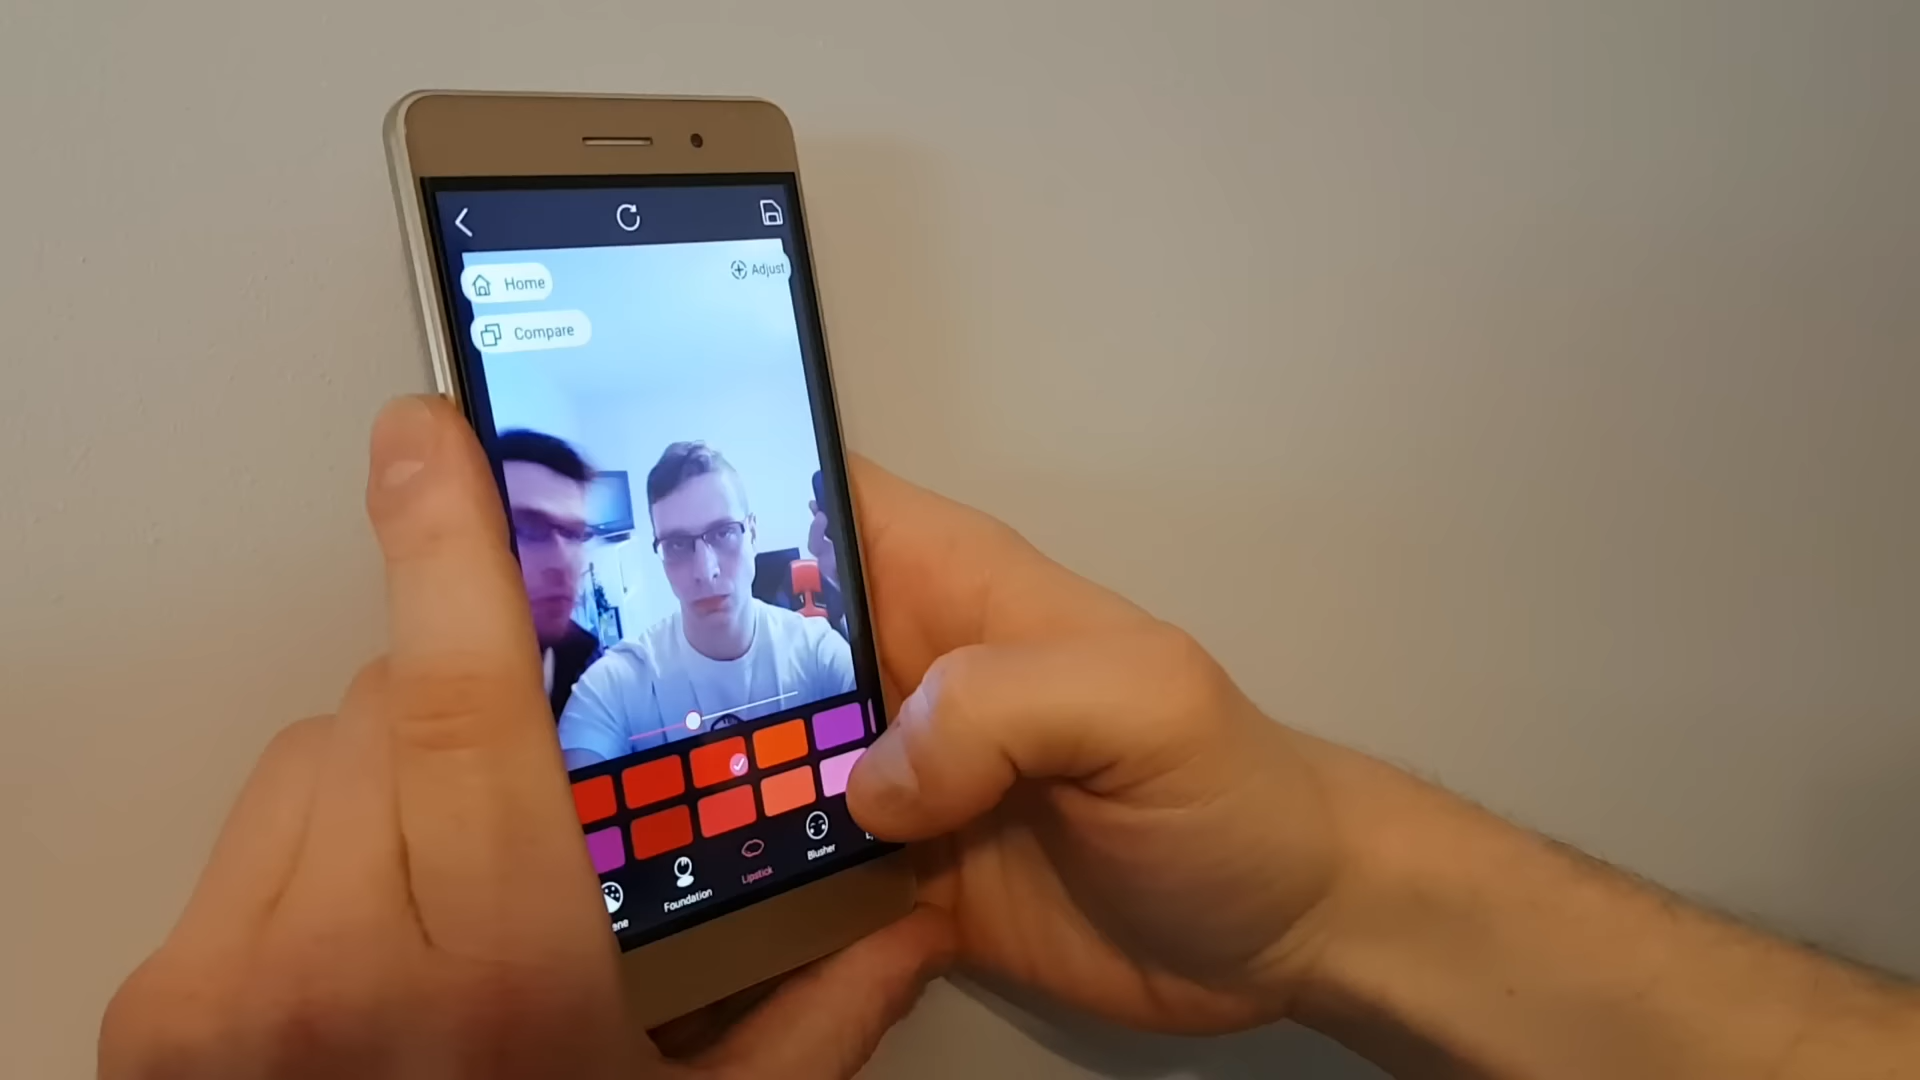 Home
Adjust
Compare
Blusher
Lipstick
Foundation